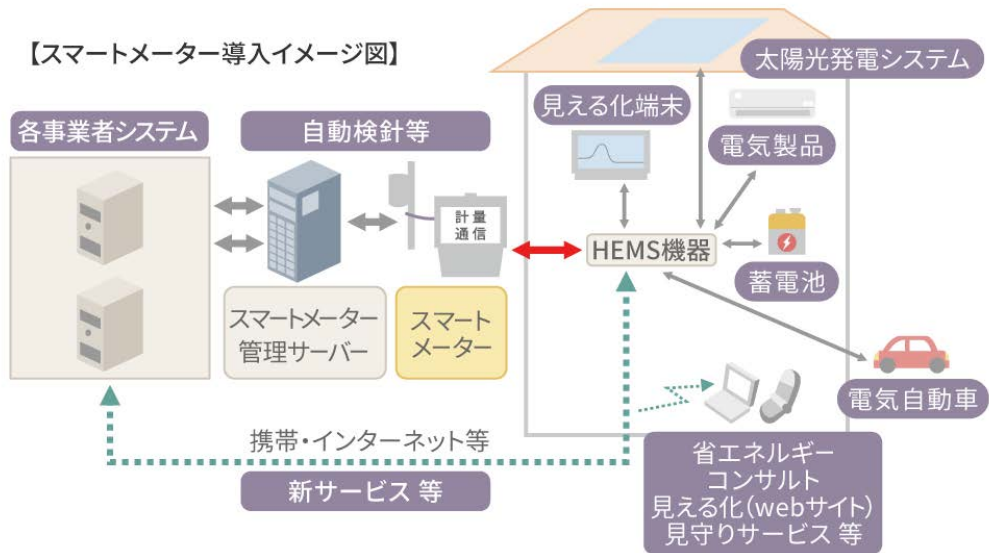 【スマートメーター導入イメージ図】
太陽光発電システム
各事業者システム
自動検針等
見える化端末
電気製品
計量
通信
HEMS機器
蓄電池
スマートメーター
管理サーバー
スマート
メーター
電気自動車
携帯・インターネット等
新サービス 等
省エネルギー
コンサルト
見える化(webサイト)
見守りサービス 等